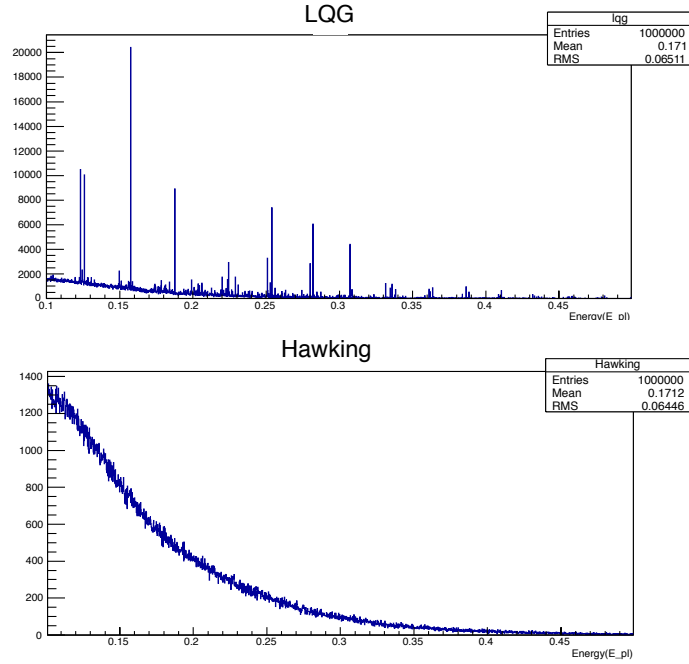 LQG
lqg
Entries 1000000
Mean 0.171
RMS 0.06511
20000
18000
16000
14000
12000
10000
8000
6000
4000
2000
0
0.1 0.15 0.2 0.25 0.3 0.35 0.4 0.45
Energy(E_pl)
Hawking
Hawking
Entries 1000000
Mean 0.1712
RMS 0.06446
1400
1200
1000
800
600
400
200
0
0.15 0.2 0.25 0.3 0.35 0.4 0.45
Energy(E_pl)